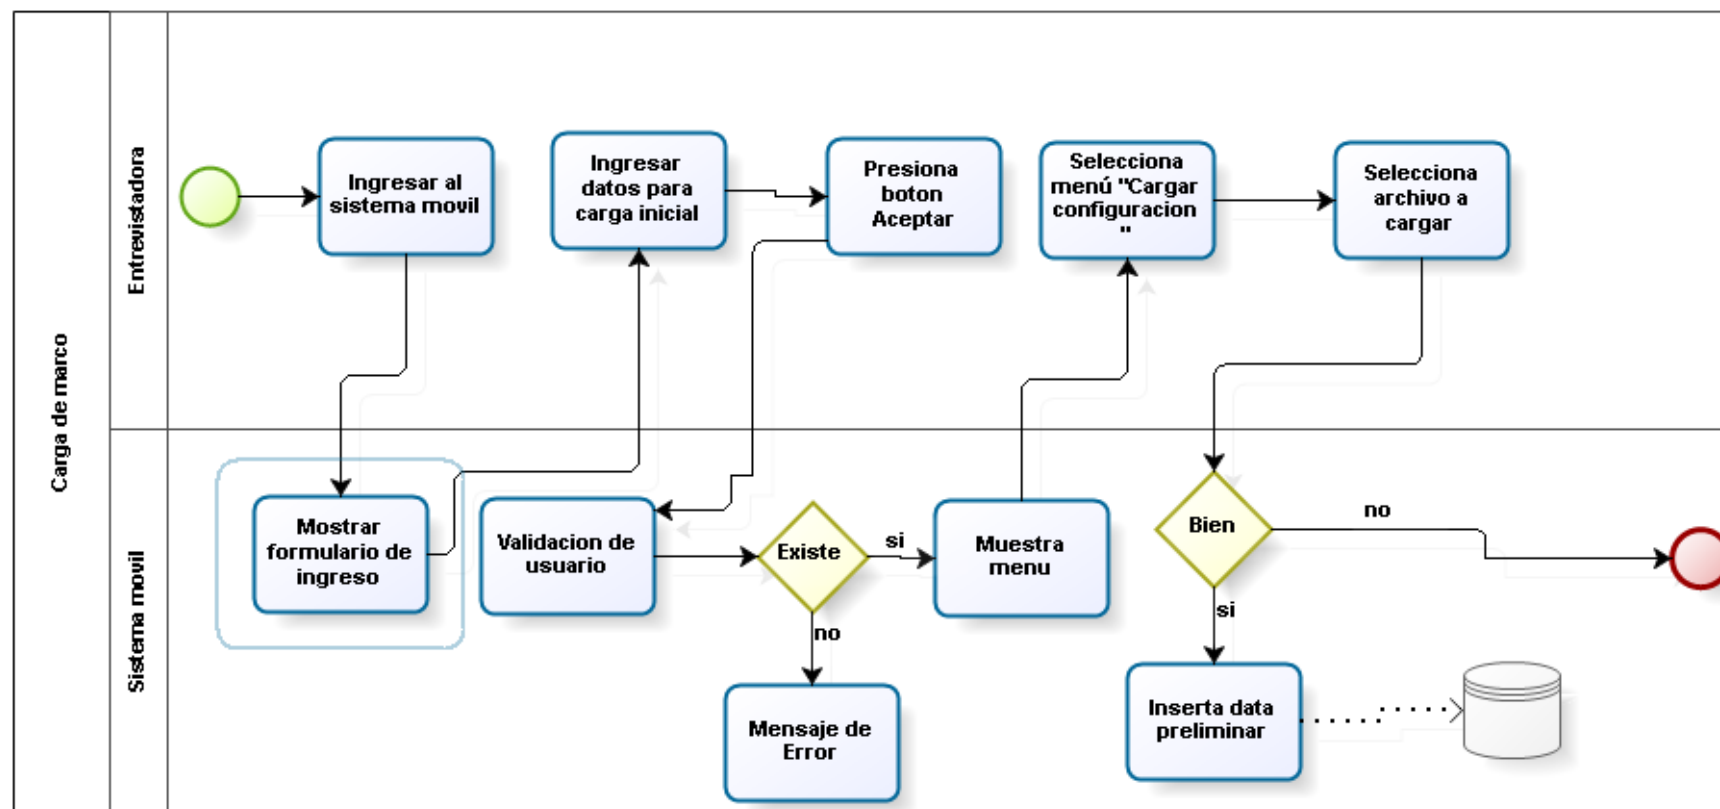 Carga de marco
Entrevistadora
Ingresar al
sistema movil
Ingresar
datos para
carga inicial
Presiona
boton
Aceptar
Selecciona
menú "Cargar
configuracion
"
Selecciona
archivo a
cargar
Sistema movil
Mostrar
formulario de
ingreso
Validacion de
usuario
Existe
si
no
Muestra
menu
Mensaje de
Error
Bien
no
si
Inserta data
preliminar